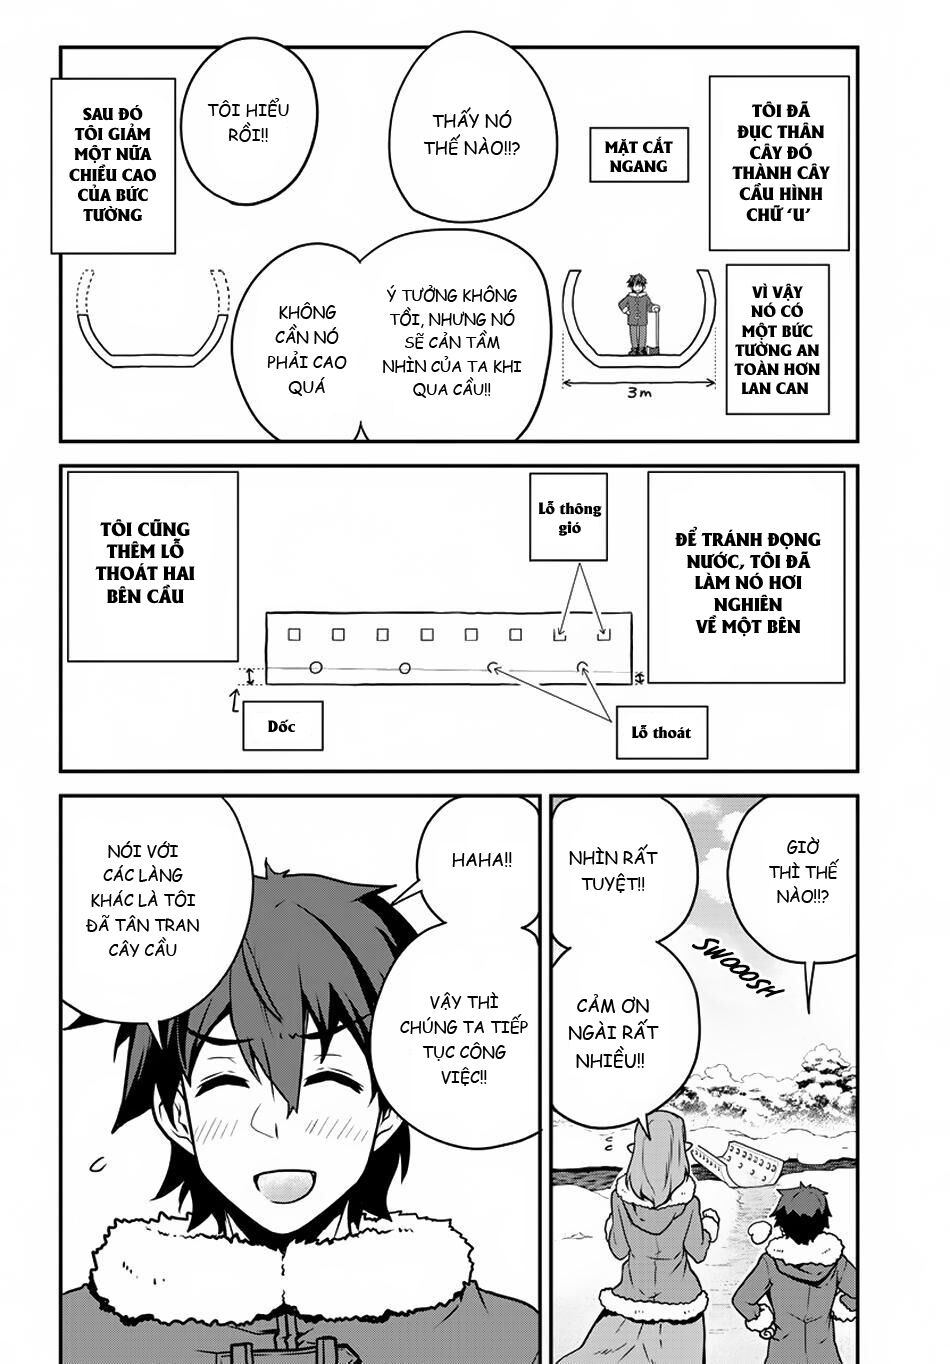 TÔI ĐÃ
ĐỤC THÂN
CÂY ĐÓ
THÀNH CÂY
CẦU HÌNH
CHỮ ‘U’
MẶT CẮT
NGANG
VÌ VẬY
NÓ CÓ
MỘT BỨC
TƯỜNG AN
TOÀN HƠN
LAN CAN
3m
THẤY NÓ
THẾ NÀO!!?
Ý TƯỞNG KHÔNG
TỒI, NHƯNG NÓ
SẼ CẢN TẦM
NHÌN CỦA TA KHI
QUA CẦU!!
KHÔNG
CẦN NÓ
PHẢI CAO
QUÁ
TÔI HIỂU
RỒI!!
SAU ĐÓ
TÔI GIẢM
MỘT NỮA
CHIỀU CAO
CỦA BỨC
TƯỜNG
ĐỂ TRÁNH ĐỌNG
NƯỚC, TÔI ĐÃ
LÀM NÓ HƠI
NGHIÊN
VỀ MỘT BÊN
Lỗ thông
gió
Lỗ thoát
Dốc
TÔI CŨNG
THÊM LỖ
THOÁT HAI
BÊN CẦU
GIỜ
THÌ THẾ
NÀO!!?
NHÌN RẤT
TUYỆT!!
SWOOOSH
CẢM ƠN
NGÀI RẤT
NHIỀU!!
HAHA!!
VẬY THÌ
CHÚNG TA TIẾP
TỤC CÔNG
VIỆC!!
NÓI VỚI
CÁC LÀNG
KHÁC LÀ TÔI
ĐÃ TÂN TRAN
CÂY CẦU